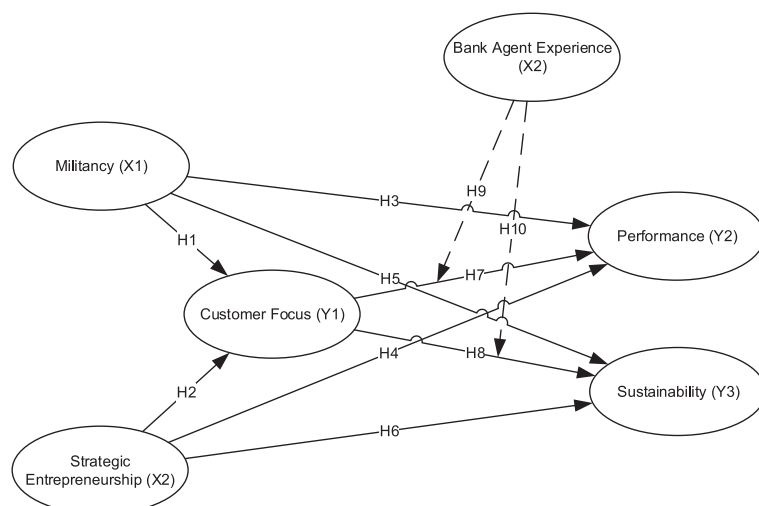 Bank Agent Experience
(X2)
Militancy (X1)
H9
H3
H10
Performance (Y2)
H1
H5
H7
Customer Focus (Y1)
H4
H8
H2
Sustainability (Y3)
H6
Strategic
Entrepreneurship (X2)